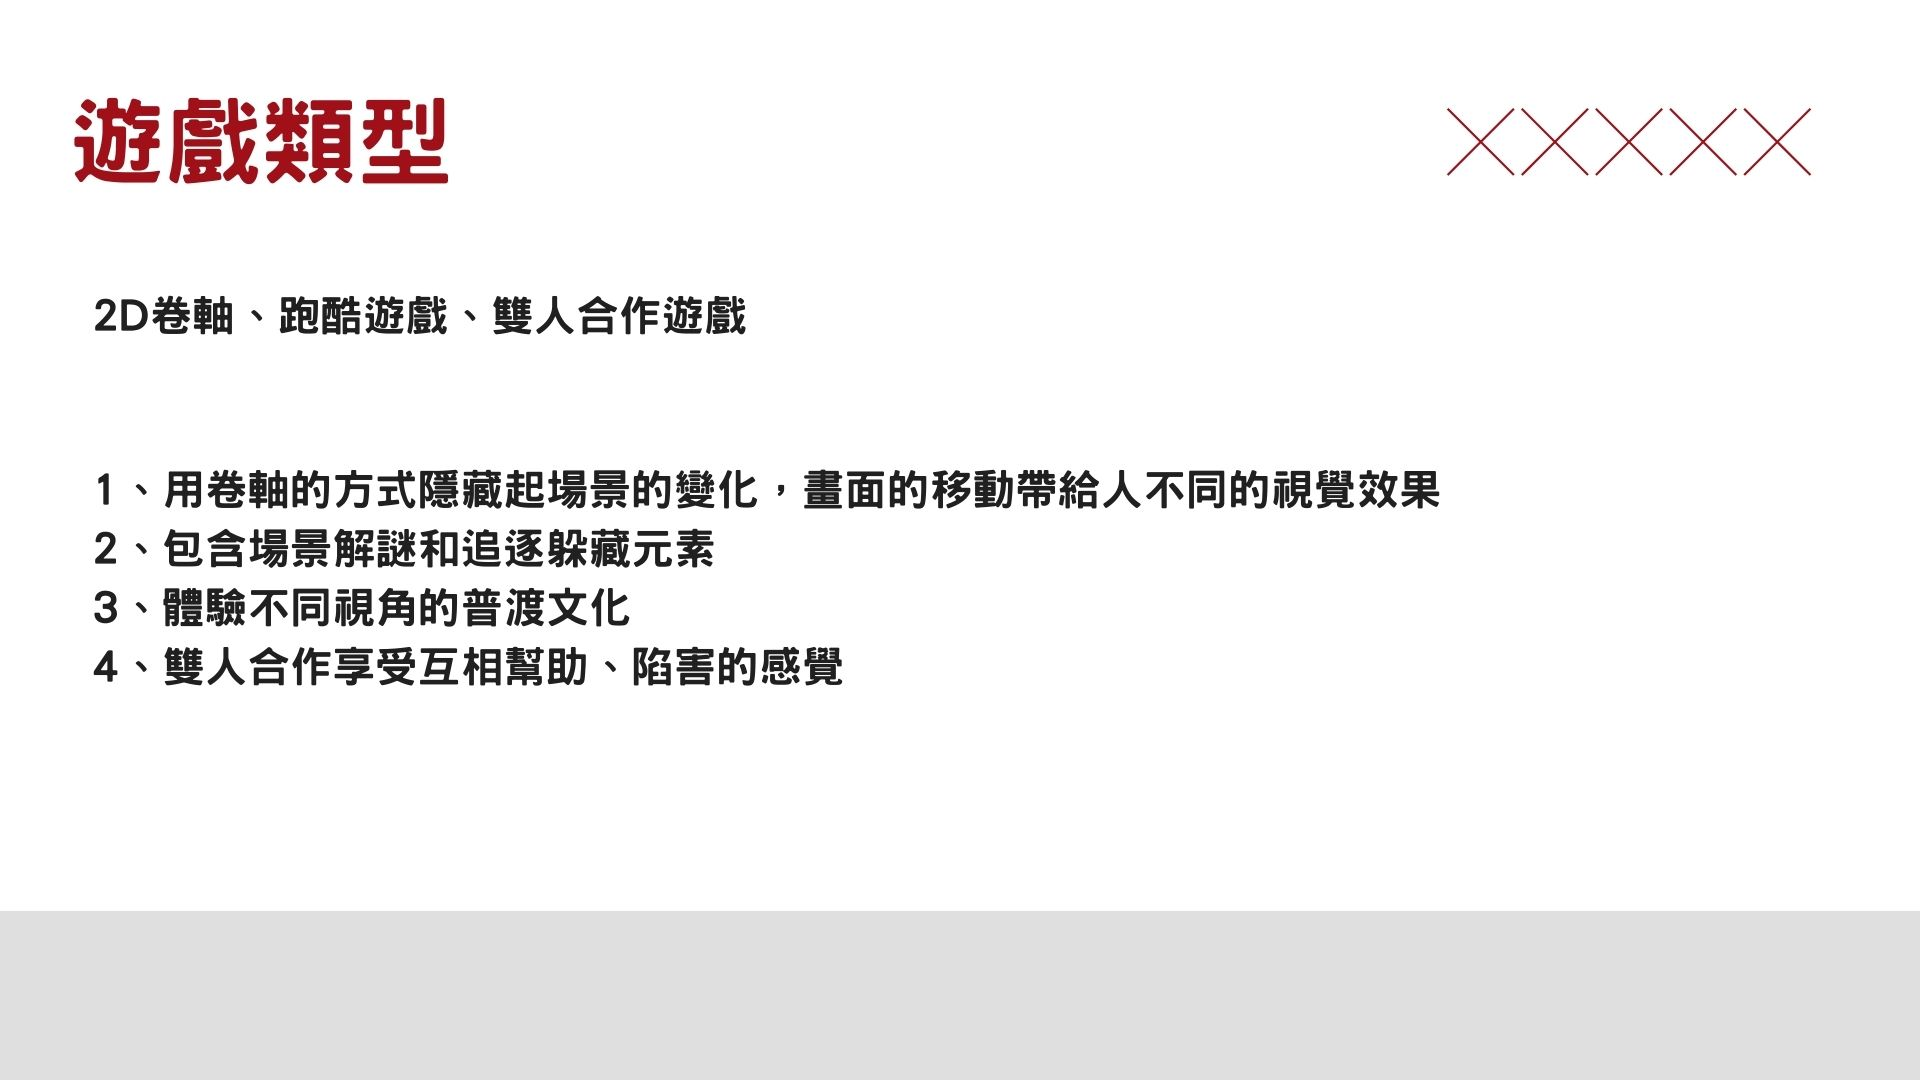 遊戲類型
2D卷軸、跑酷遊戲、雙人合作遊戲
1、用卷軸的方式隱藏起場景的變化，畫面的移動帶給人不同的視覺效果
2、包含場景解謎和追逐躲藏元素
3、體驗不同視角的普渡文化
4、雙人合作享受互相幫助、陷害的感覺